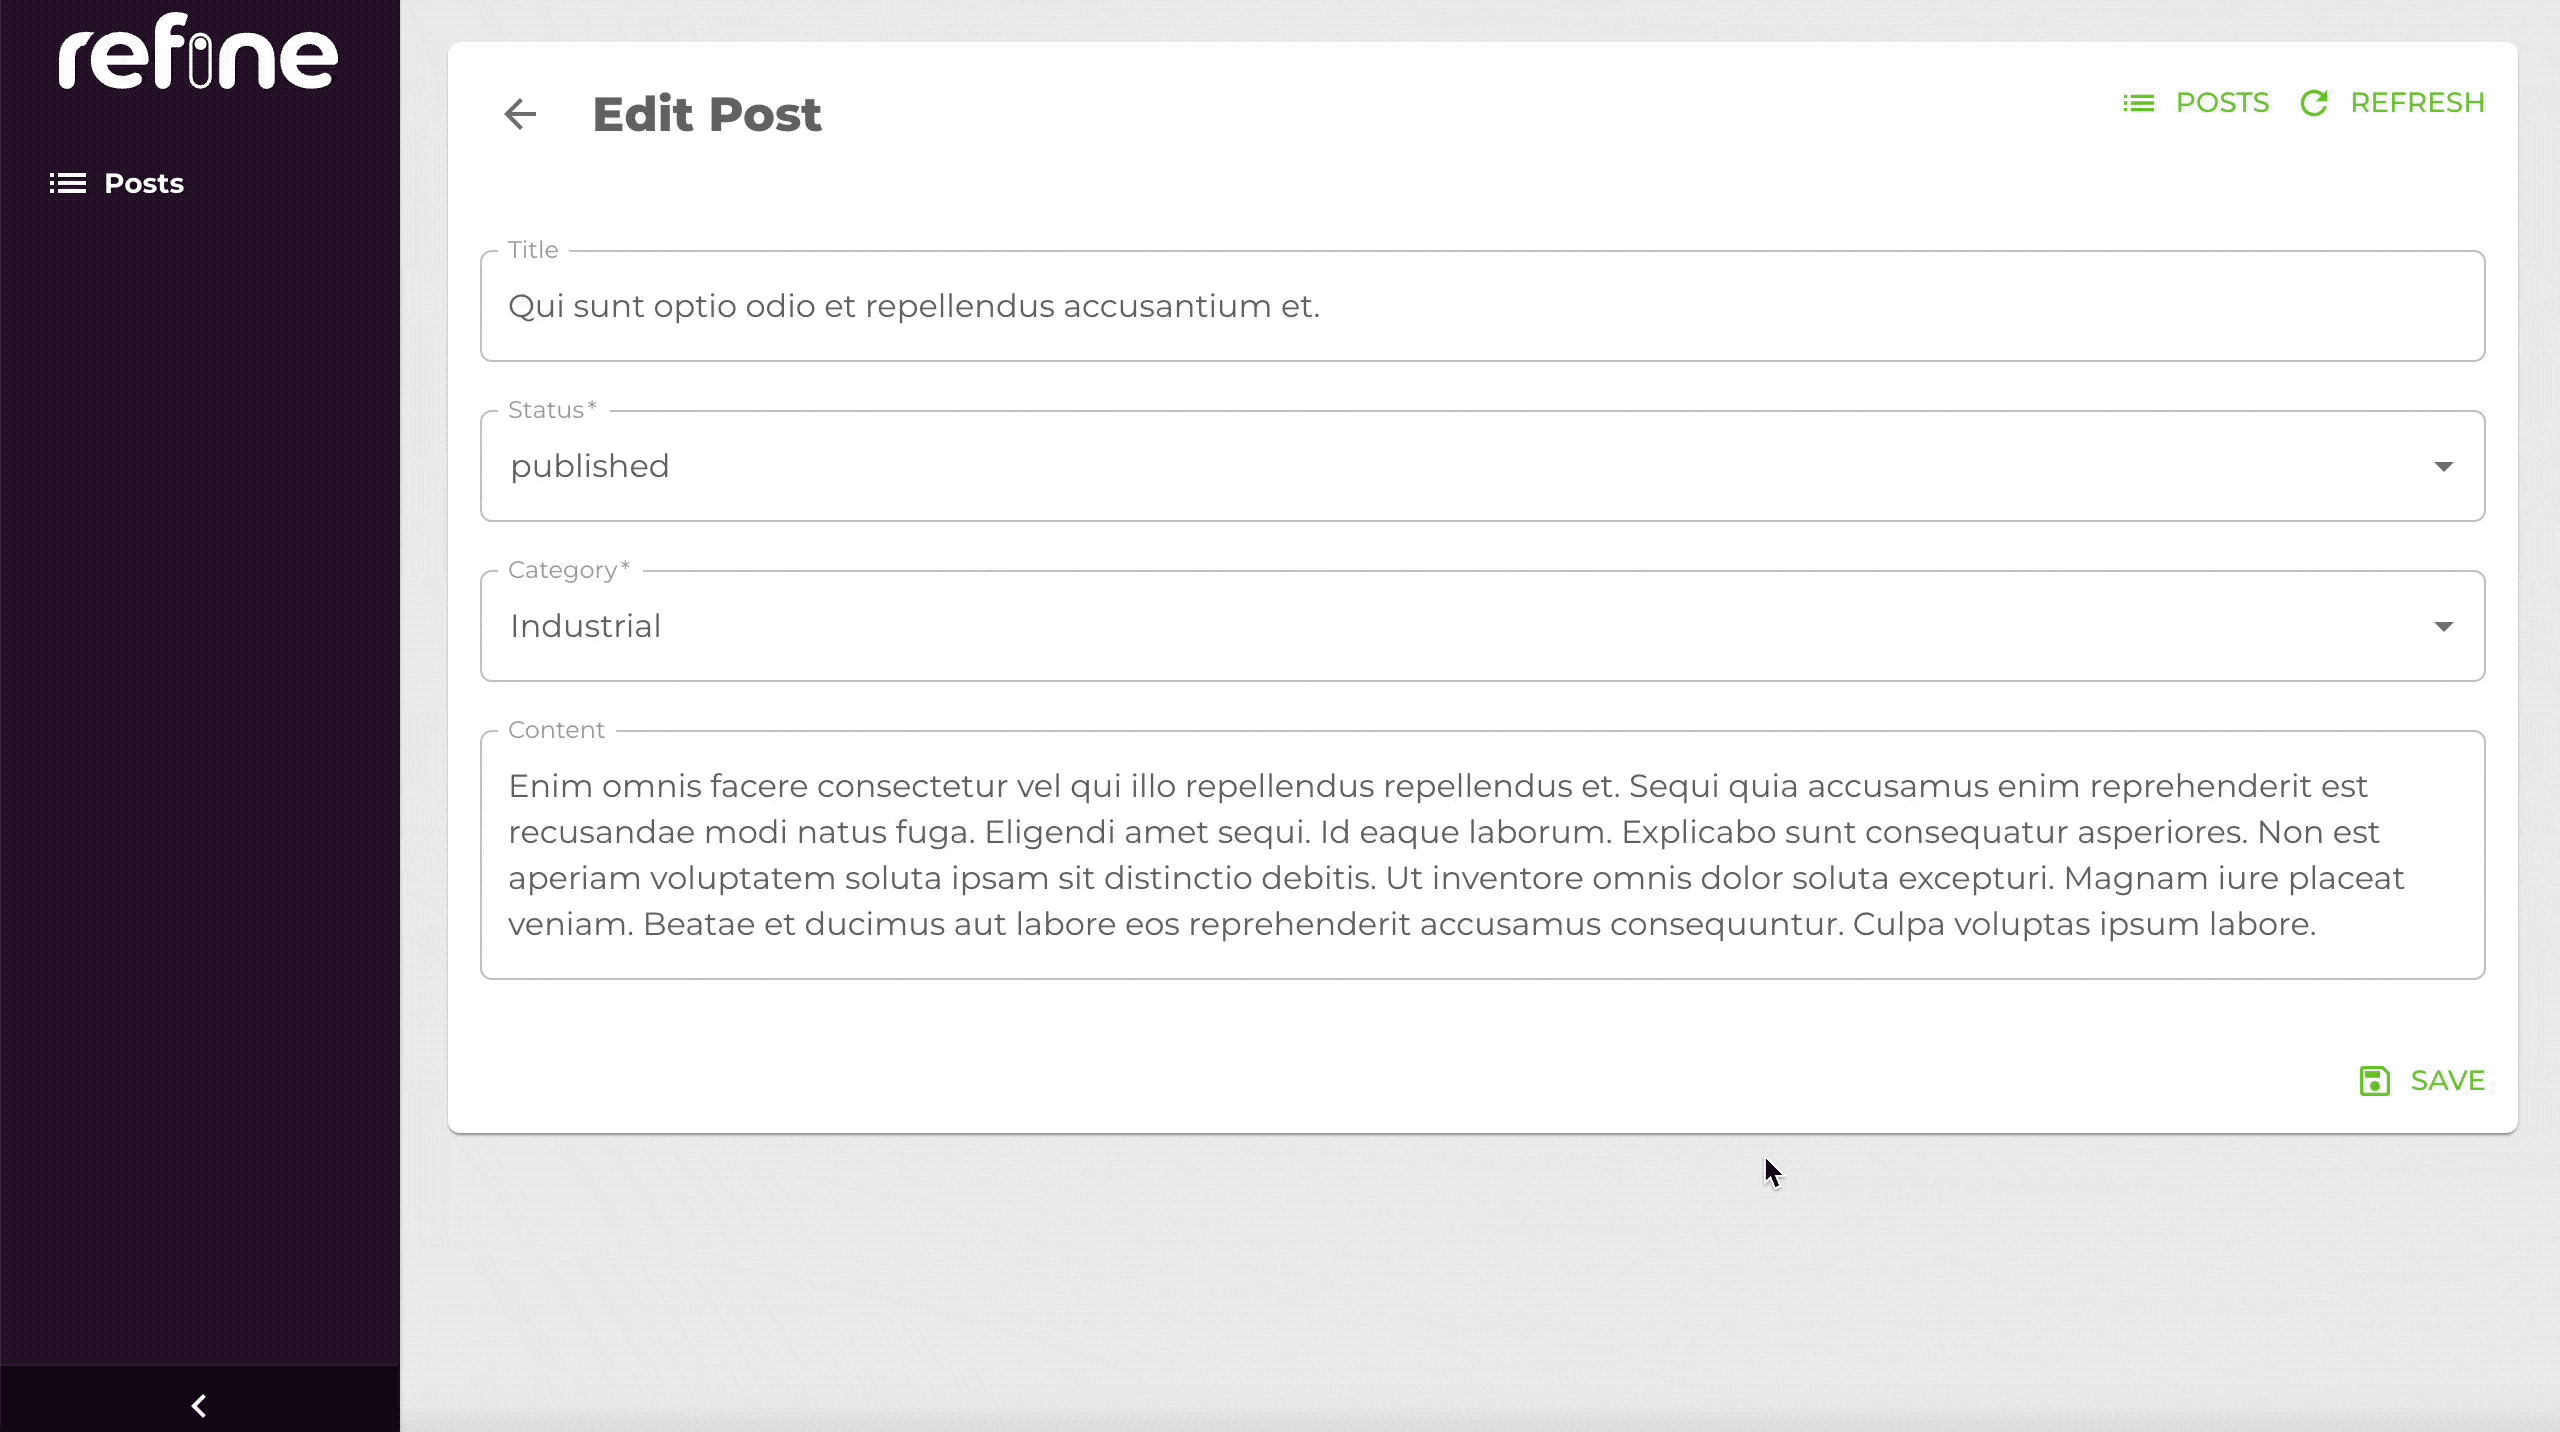 refine
Posts
Edit Post
POSTS
REFRESH
Title
Qui sunt optio odio et repellendus accusantium et.
Status*
published
Category*
Industrial
Content
Enim omnis facere consectetur vel qui illo repellendus repellendus et. Sequi quia accusamus enim reprehenderit est
recusandae modi natus fuga. Eligendi amet sequi. Id eaque laborum. Explicabo sunt consequatur asperiores. Non est
aperiam voluptatem soluta ipsam sit distinctio debitis. Ut inventore omnis dolor soluta excepturi. Magnam iure placeat
veniam. Beatae et ducimus aut labore eos reprehenderit accusamus consequuntur. Culpa voluptas ipsum labore.
SAVE